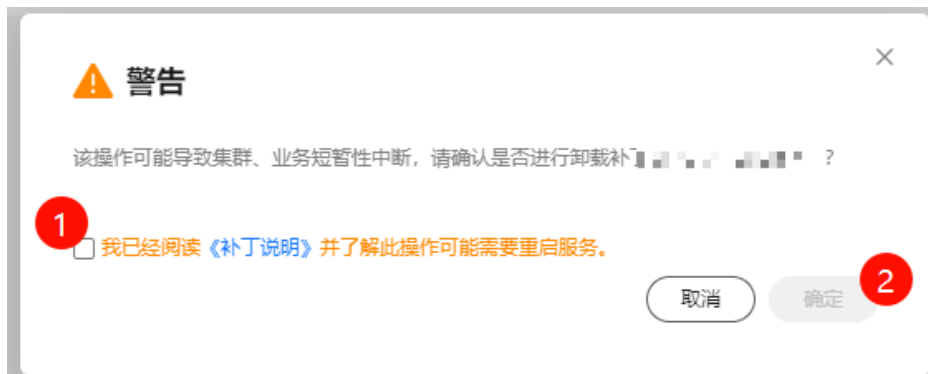 警告
该操作可能导致集群、业务短暂性中断，请确认是否进行卸载补 ？
1
我已经阅读《补丁说明》并了解此操作可能需要重启服务。
取消 确定 2